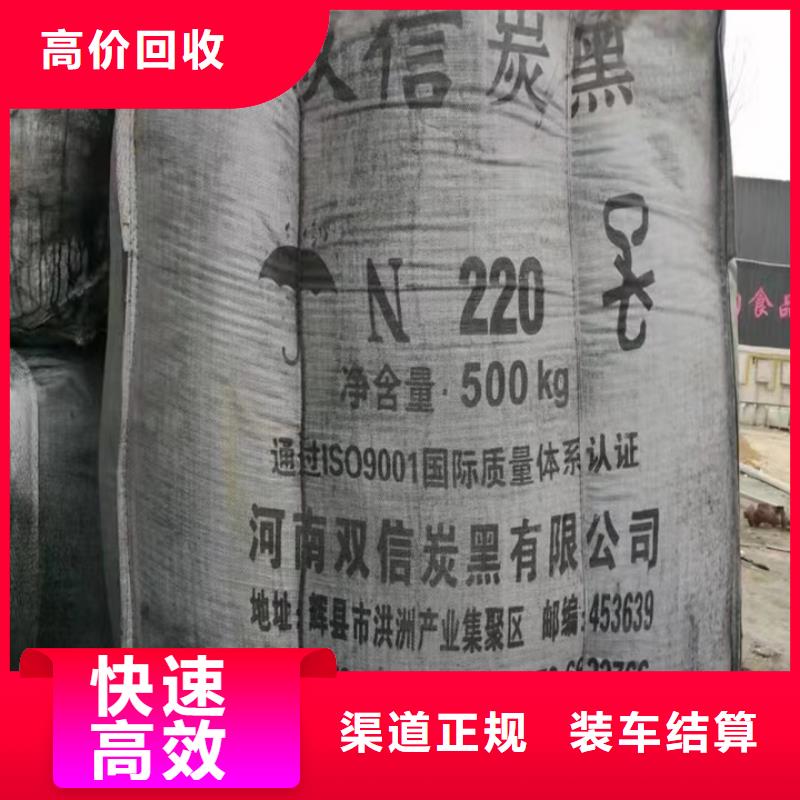 高价回收
双信炭黑
N 220
净含量·500kg
通过ISO9001国际质量体系认证
河南双信炭黑有限公司
地址:辉县市洪洲产业集聚区 邮编:453639
食品
快速
高效
渠道正规 装车结算